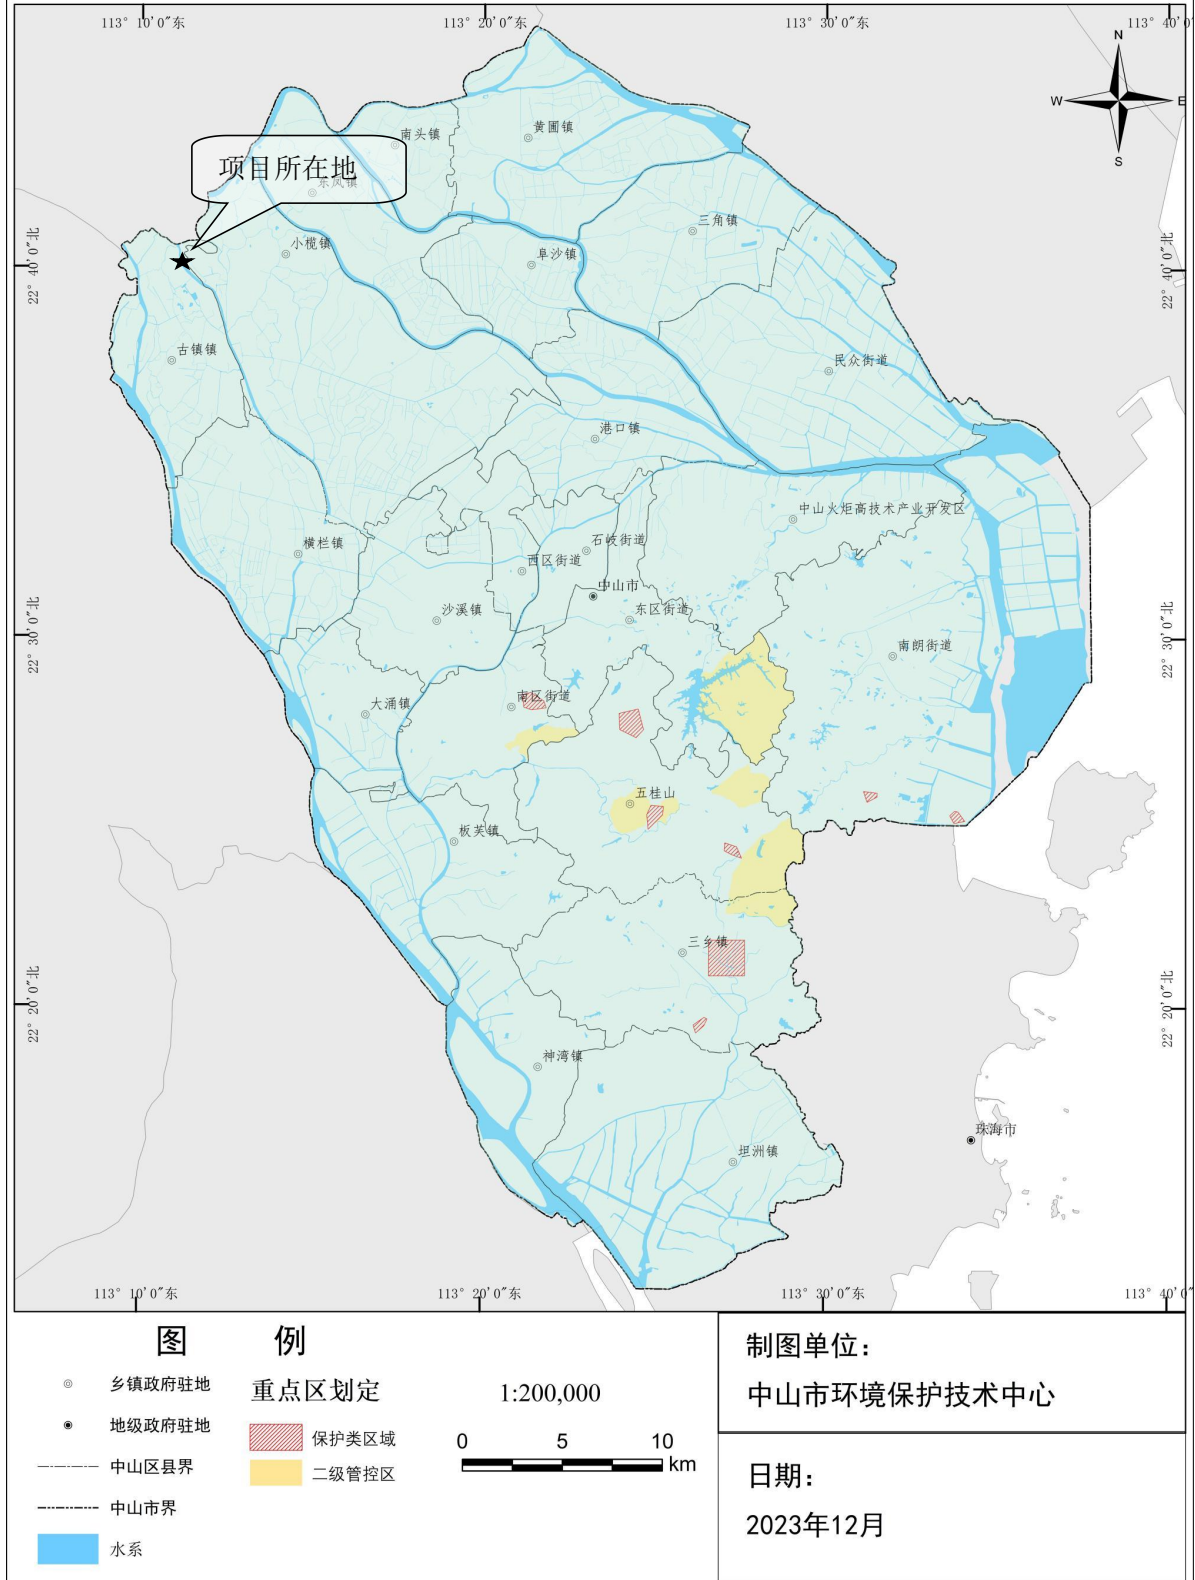 113° 10′0″东
113° 20′0″东
113° 30′0″东
113° 40′0″
N
W
E
S
南头镇
黄圃镇
项目所在地
东凤镇
三角镇
小榄镇
阜沙镇
22° 40′0″北
22° 40′0″北
古镇镇
民众街道
港口镇
中山火炬高技术产业开发区
横栏镇
石岐街道
西区街道
中山市
沙溪镇
东区街道
22° 30′0″北
22° 30′0″北
南朗街道
大涌镇
南区街道
五桂山
板芙镇
三乡镇
22° 20′0″北
22° 20′0″北
神湾镇
珠海市
坦洲镇
113° 10′0″东
113° 20′0″东
113° 30′0″东
113° 40′0″
图 例
乡镇政府驻地
地级政府驻地
中山区县界
中山市界
水系
重点区划定
保护类区域
二级管控区
1:200,000
0 5 10
km
制图单位：
中山市环境保护技术中心
日期：
2023年12月